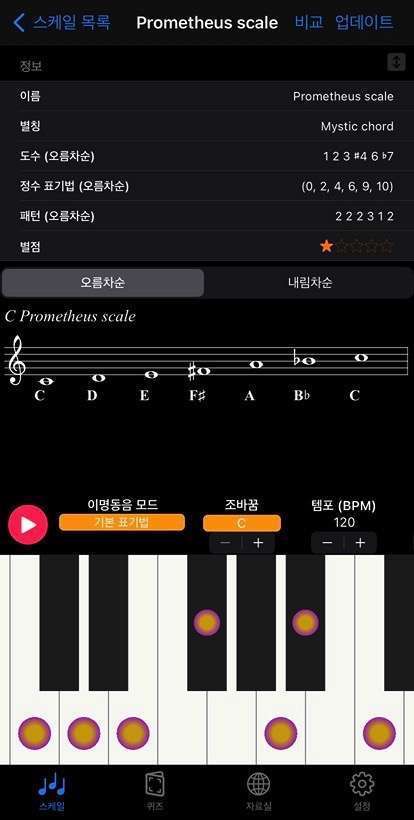 스케일 목록 Prometheus scale 비교 업데이트
정보
이름 Prometheus scale
별칭 Mystic chord
도수 (오름차순) 1 2 3 ♯4 6 ♭7
정수 표기법 (오름차순) (0, 2, 4, 6, 9, 10)
패턴 (오름차순) 2 2 2 3 1 2
별점
오름차순 내림차순
C Prometheus scale
C D E F♯ A B♭ C
이명동음 모드 조바꿈 템포 (BPM)
기본 표기법 C 120
− + − +
스케일 퀴즈 자료실 설정